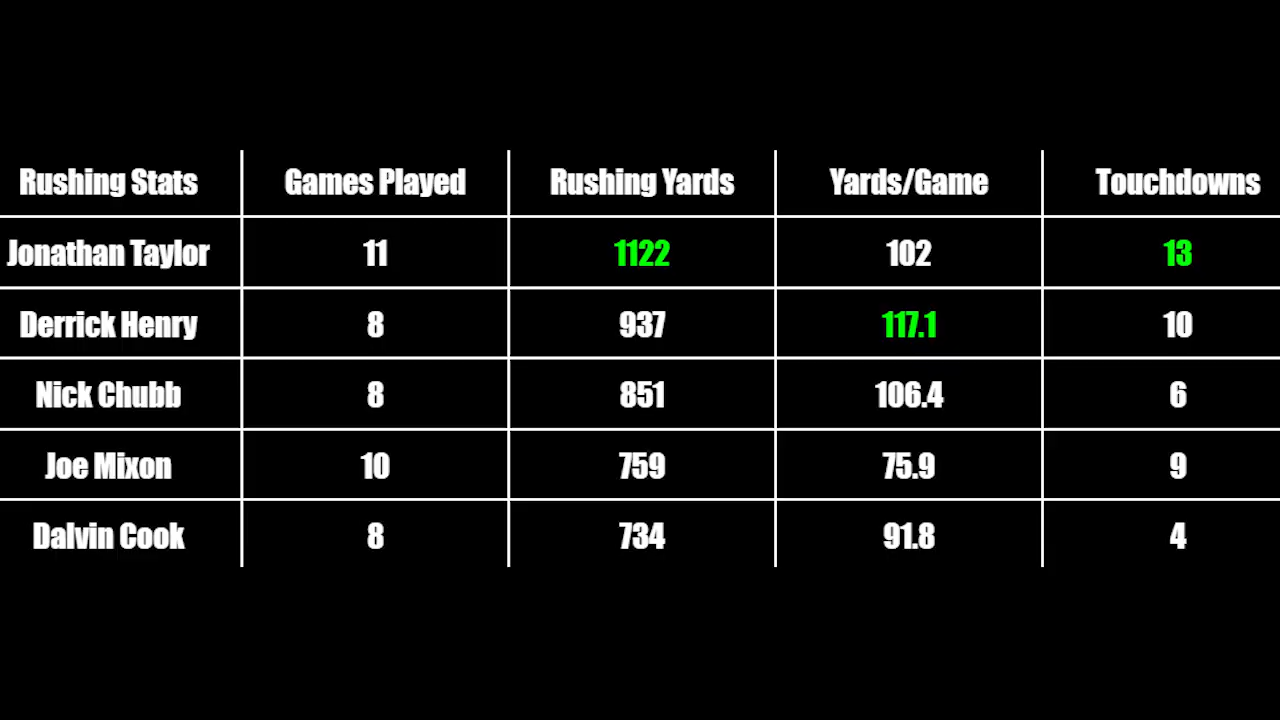 Rushing Stats Games Played Rushing Yards Yards/Game Touchdowns
Jonathan Taylor 11 1122 102 13
Derrick Henry 8 937 117.1 10
Nick Chubb 8 851 106.4 6
Joe Mixon 10 759 75.9 9
Dalvin Cook 8 734 91.8 4